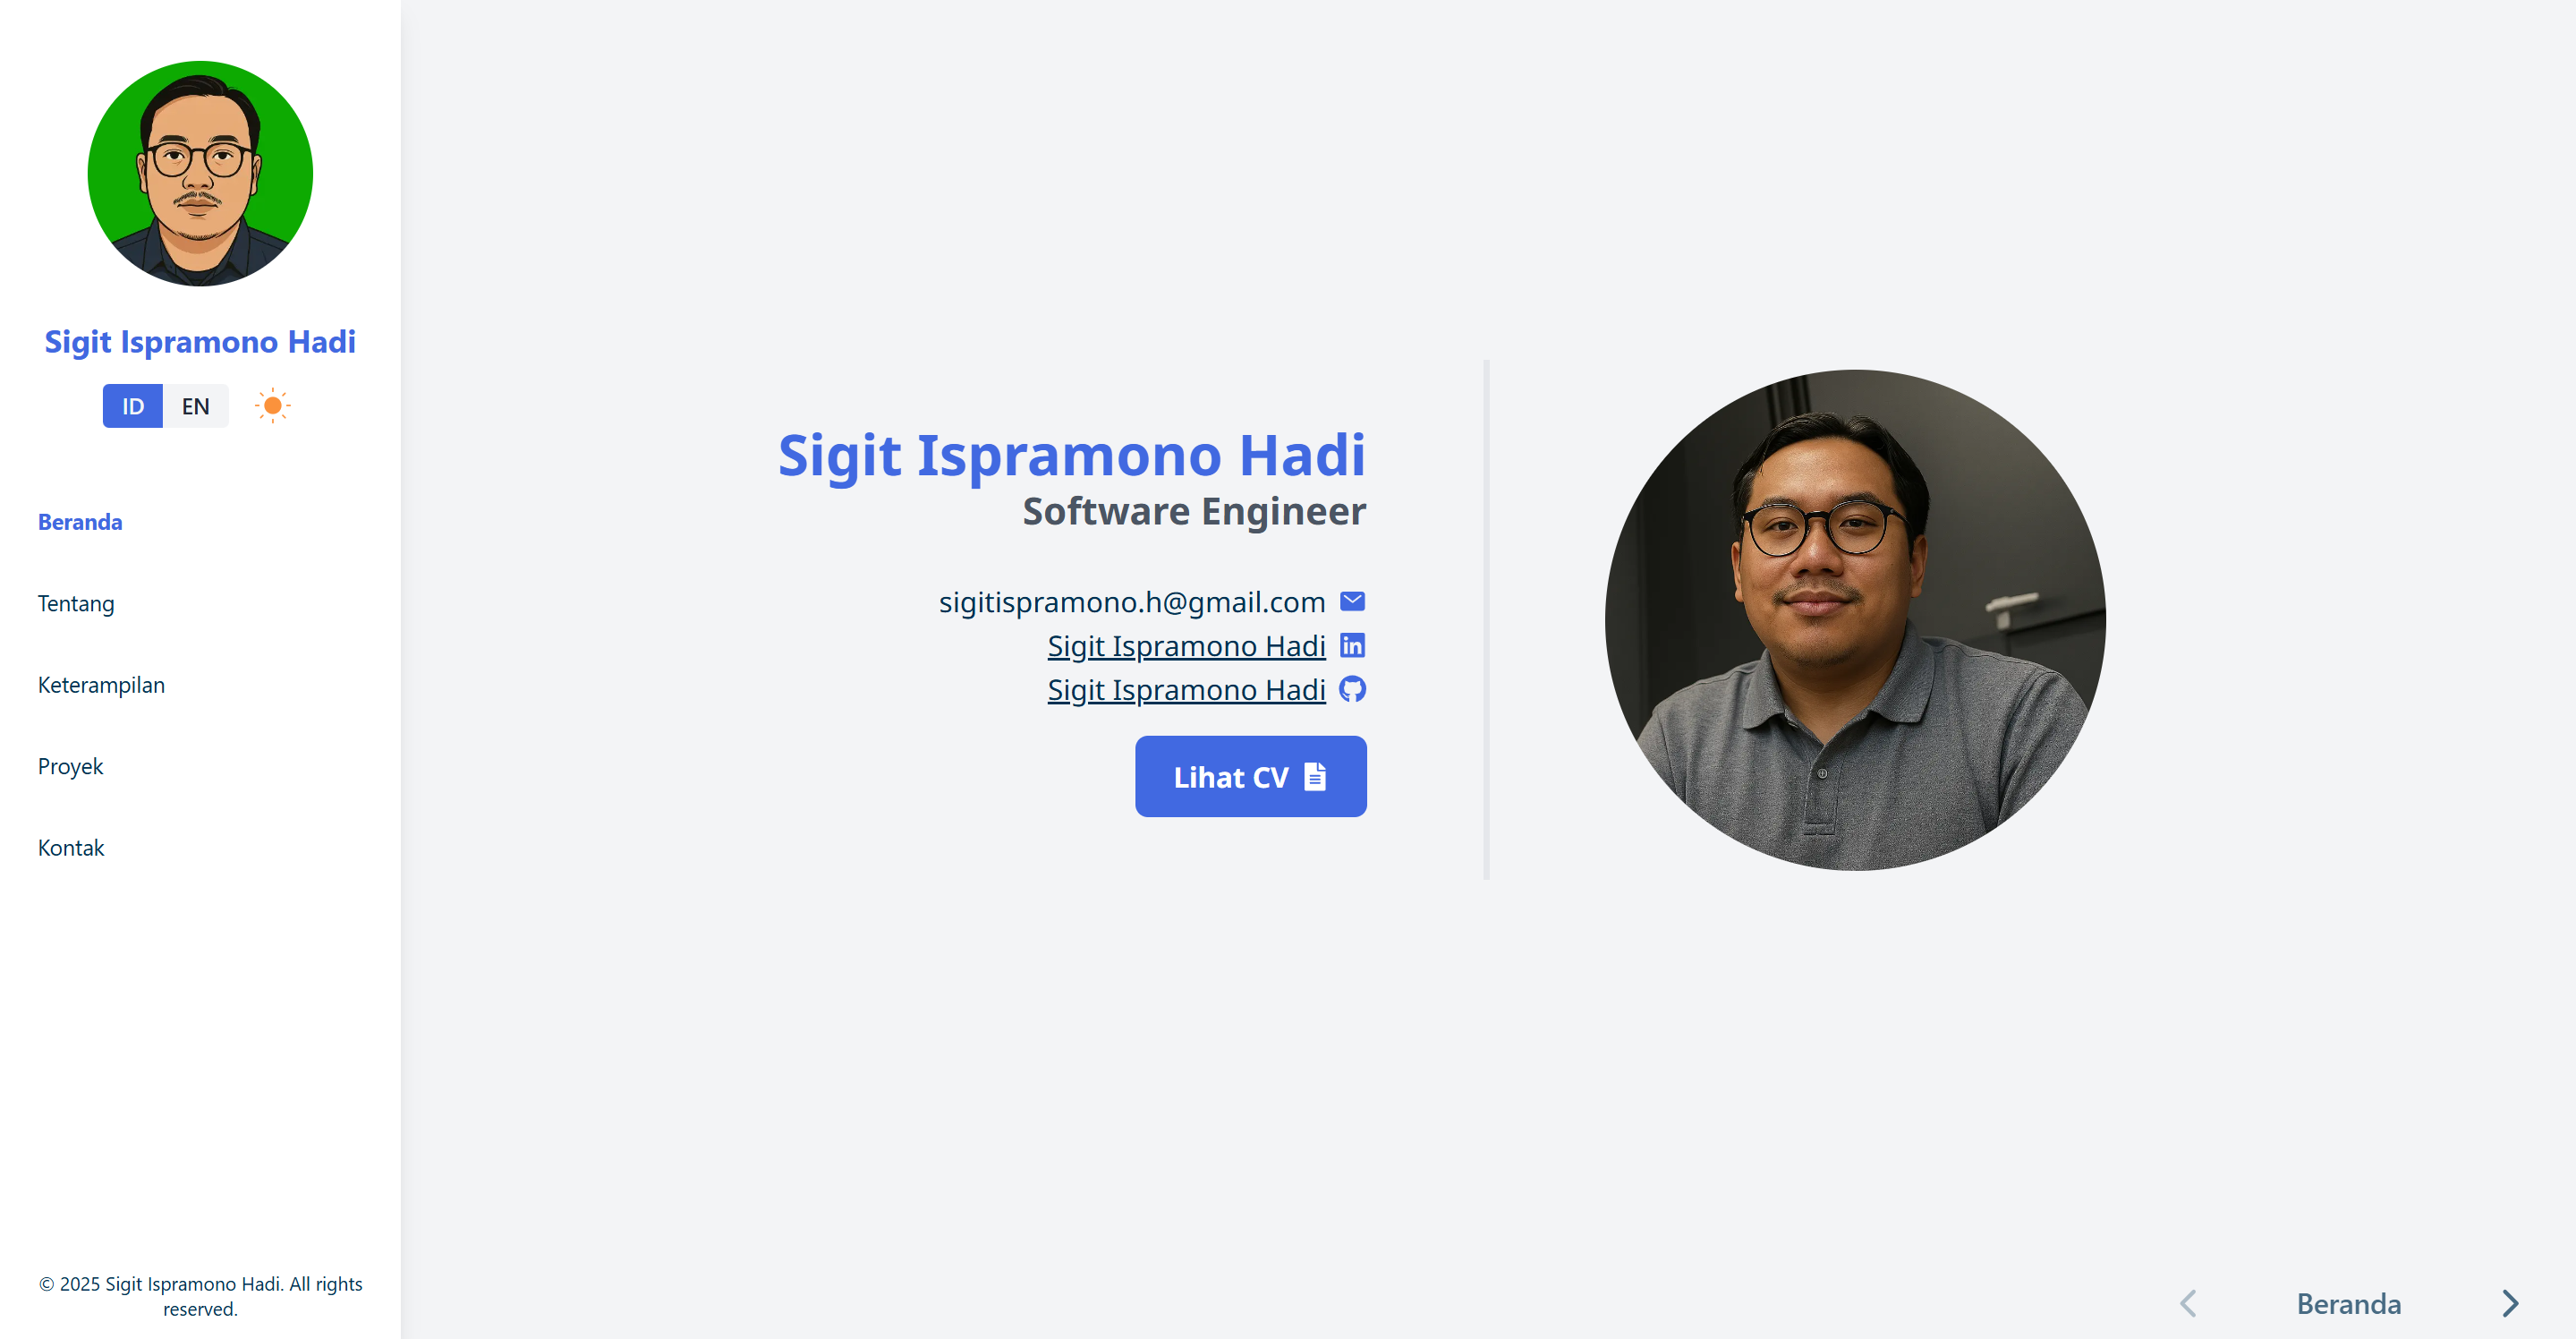 Sigit Ispramono Hadi
ID EN
Beranda
Tentang
Keterampilan
Proyek
Kontak
© 2025 Sigit Ispramono Hadi. All rights
reserved.
Sigit Ispramono Hadi
Software Engineer
sigitispramono.h@gmail.com
Sigit Ispramono Hadi
Sigit Ispramono Hadi
Lihat CV
Beranda